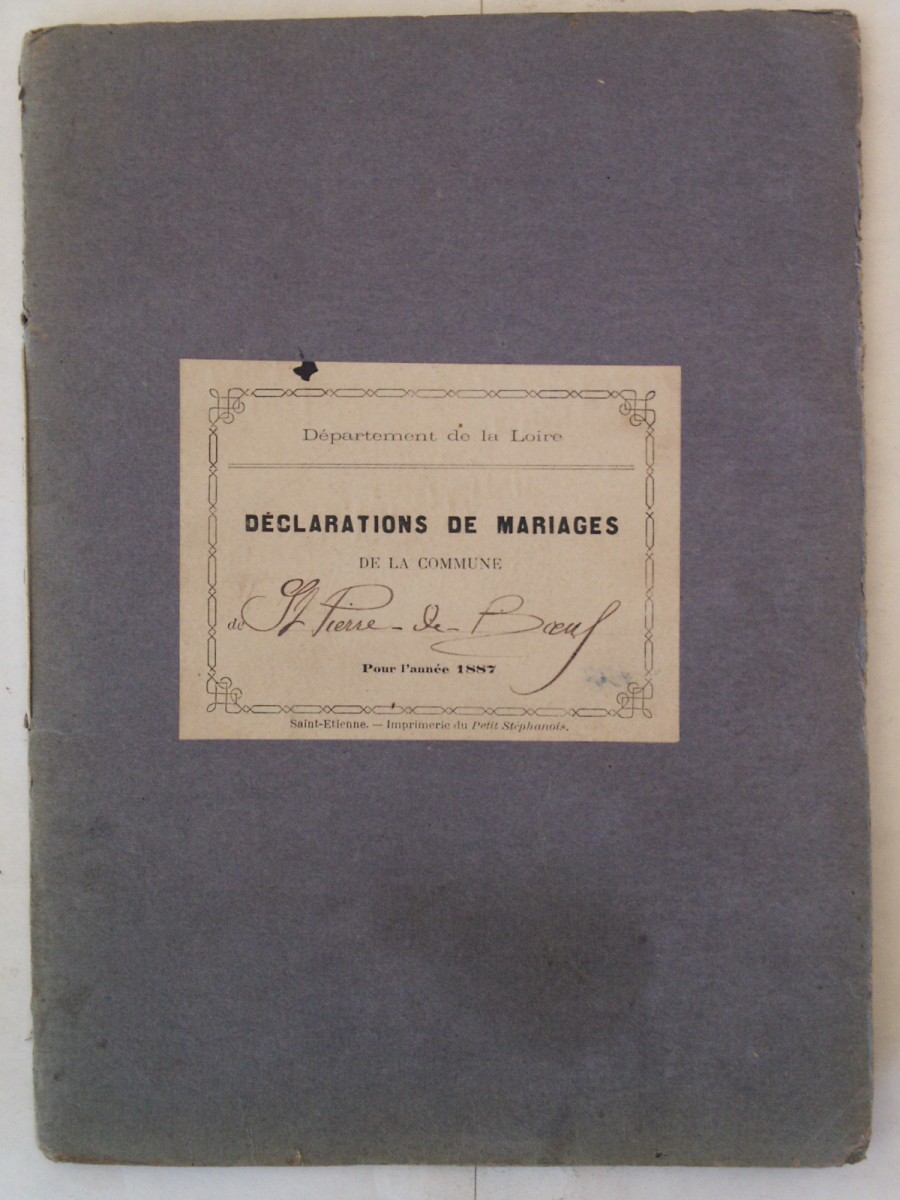 Département de la Loire
DÉCLARATIONS DE MARIAGES
DE LA COMMUNE
de St Pierre-de-Bœuf
Pour l'année 1887
Saint-Etienne. — Imprimerie du Petit Stéphanois.